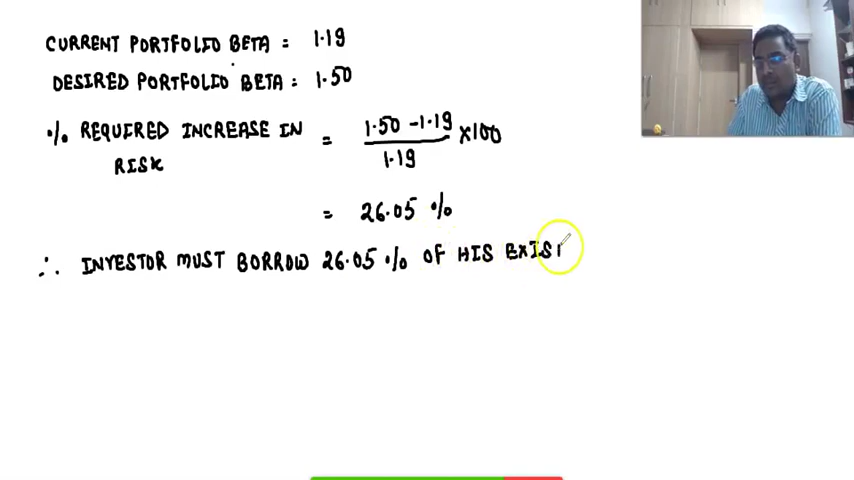 CURRENT PORTFOLIO BETA = 1.19
DESIRED PORTFOLIO BETA = 1.50
% REQUIRED INCREASE IN RISK = (1.50 - 1.19) / 1.19 × 100
= 26.05 %
∴ INVESTOR MUST BORROW 26.05 % OF HIS EXIS